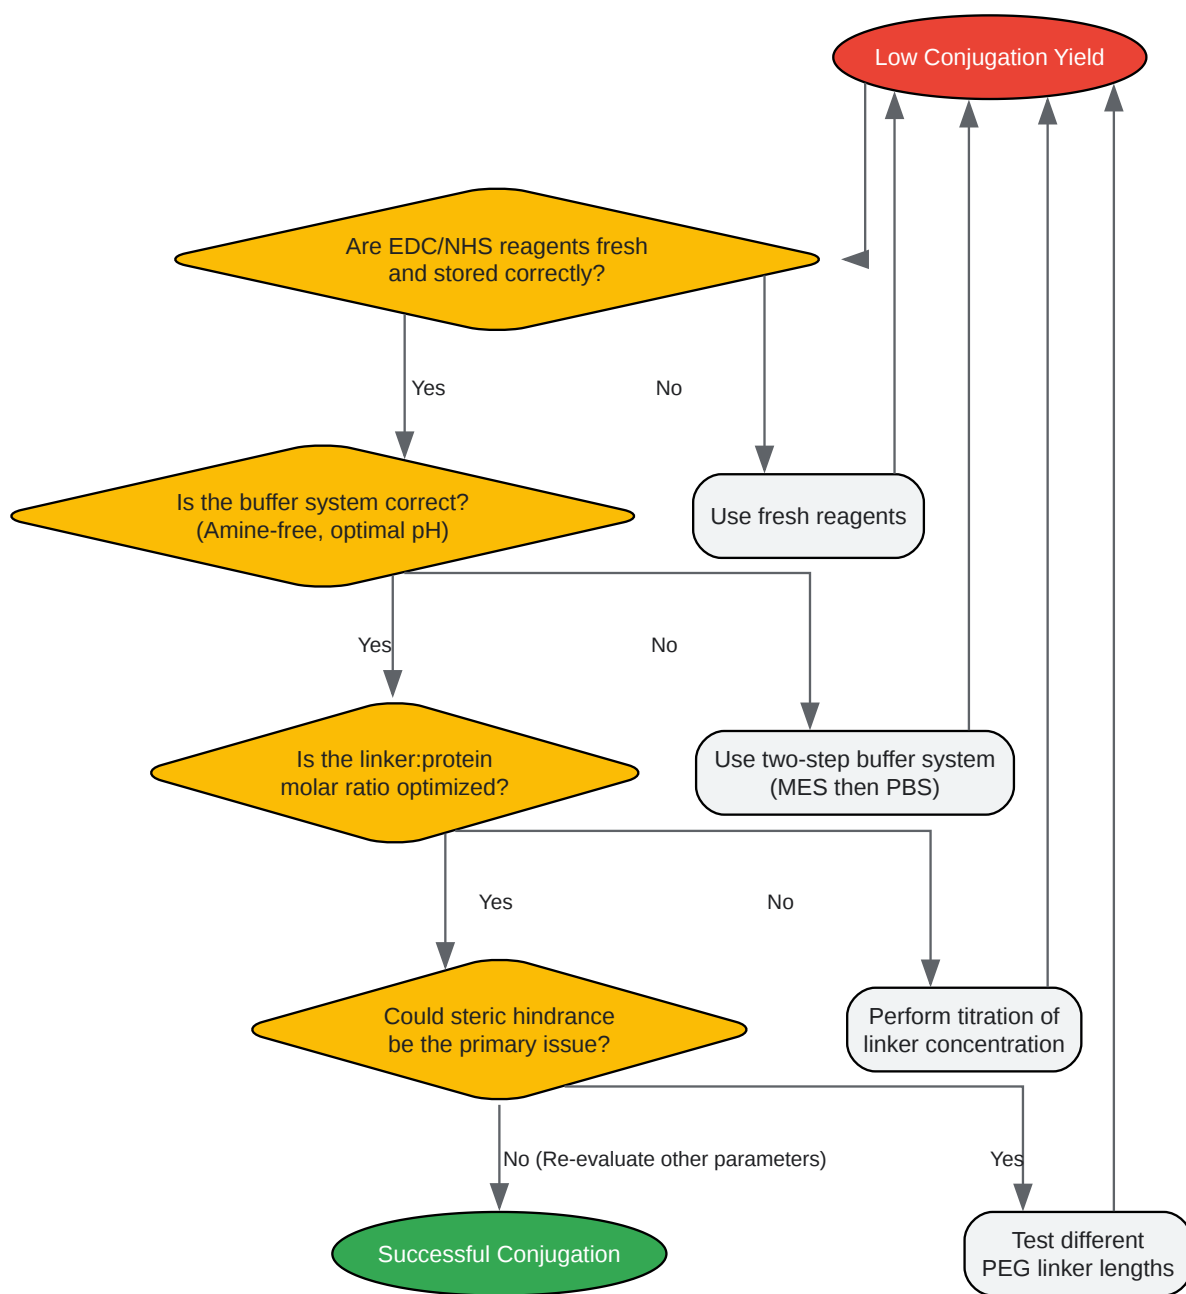 Low Conjugation Yield
Are EDC/NHS reagents fresh
and stored correctly?
Yes
No
Is the buffer system correct?
(Amine-free, optimal pH)
Use fresh reagents
Yes
No
Is the linker:protein
molar ratio optimized?
Use two-step buffer system
(MES then PBS)
Yes
No
Could steric hindrance
be the primary issue?
Perform titration of
linker concentration
No (Re-evaluate other parameters)
Yes
Successful Conjugation
Test different
PEG linker lengths